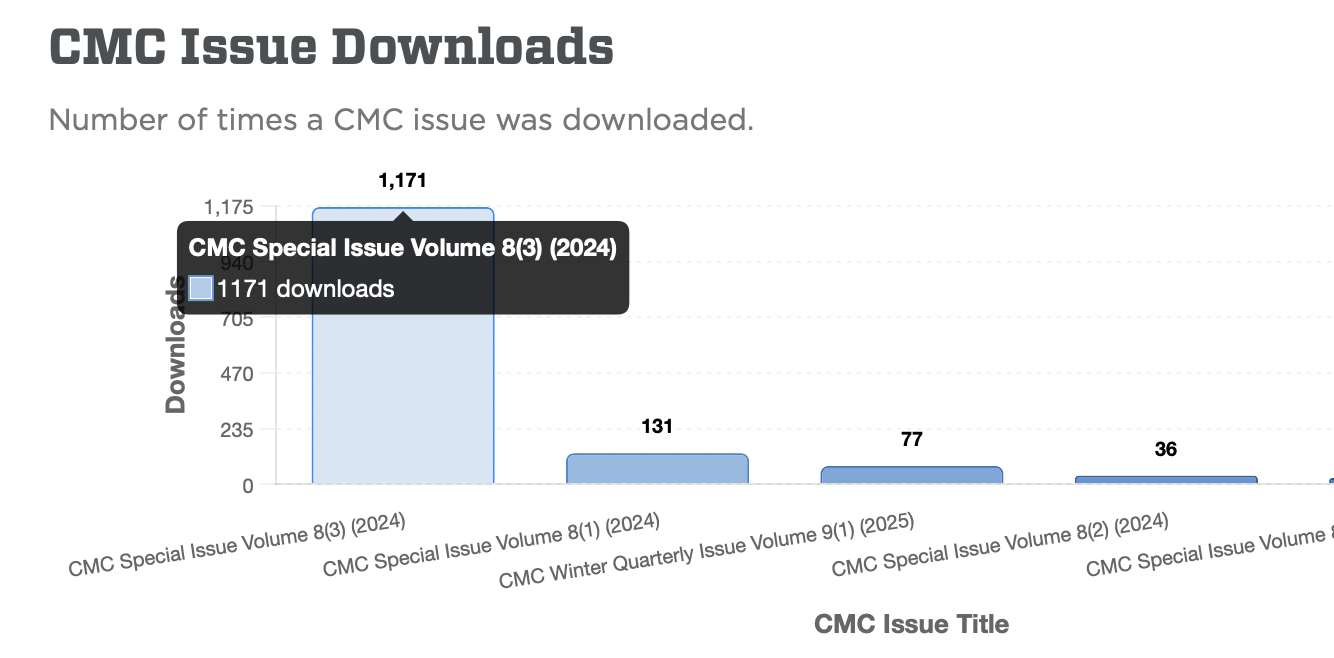 CMC Issue Downloads
Number of times a CMC issue was downloaded.
1,171
1,175
CMC Special Issue Volume 8(3) (2024)
940
1171 downloads
705
Downloads
470
235
0
131
77
36
CMC Special Issue Volume 8(3) (2024)
CMC Special Issue Volume 8(1) (2024)
CMC Winter Quarterly Issue Volume 9(1) (2025)
CMC Special Issue Volume 8(2) (2024)
CMC Special Issue Volume
CMC Issue Title